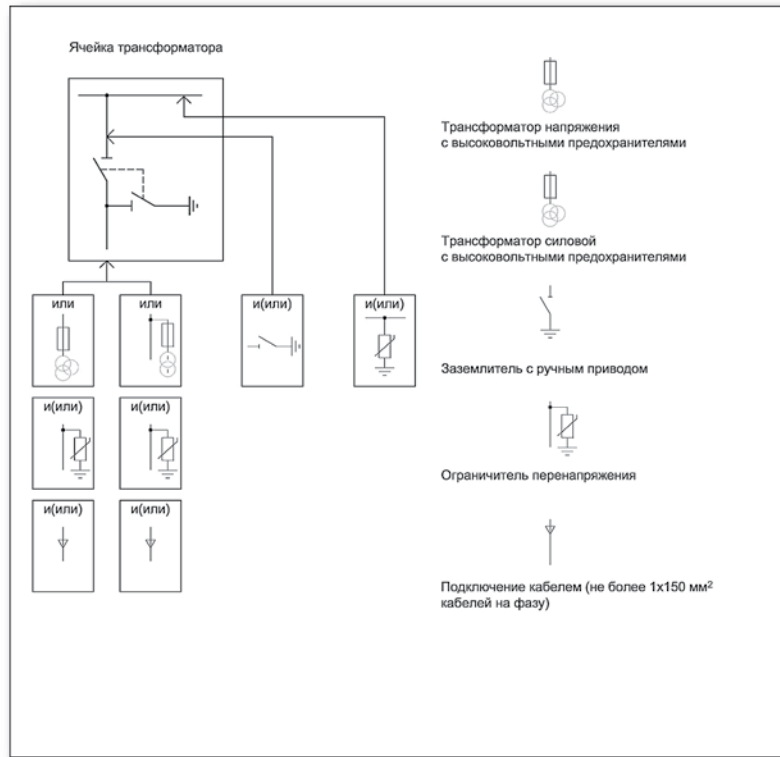 Ячейка трансформатора
или
или
и(или)
и(или)
и(или)
и(или)
и(или)
и(или)
Трансформатор напряжения
с высоковольтными предохранителями
Трансформатор силовой
с высоковольтными предохранителями
Заземлитель с ручным приводом
Ограничитель перенапряжения
Подключение кабелем (не более 1х150 мм²
кабелей на фазу)